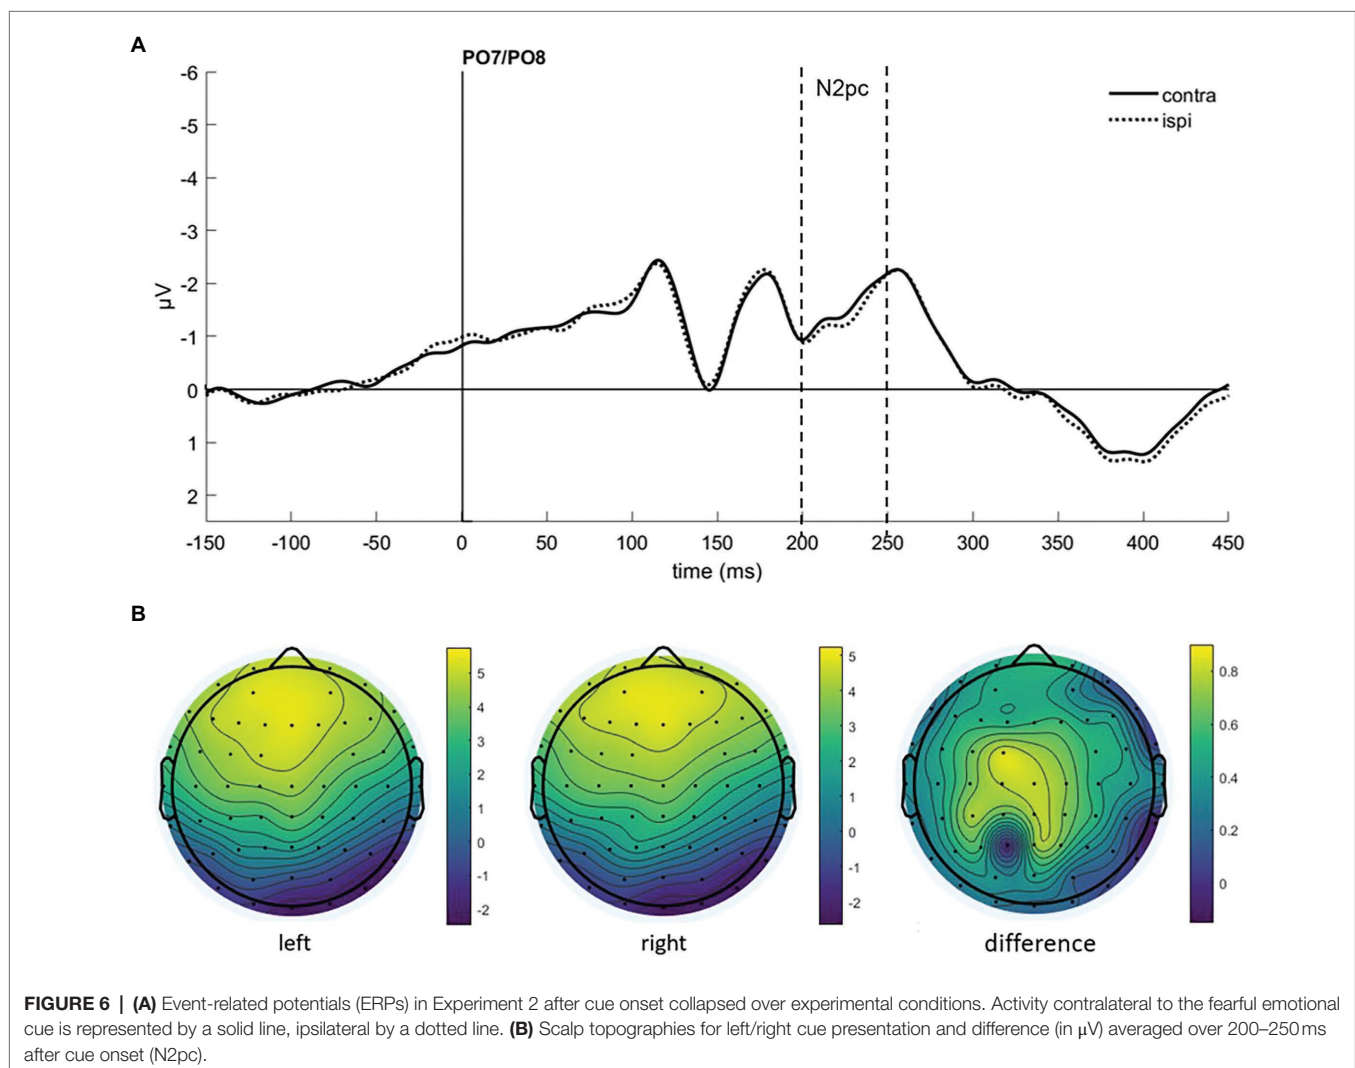 A
PO7/PO8
-6
N2pc
contra
-5
ispi
-4
-3
-2
µV
-1
0
1
2
-150 -100 -50 0 50 100 150 200 250 300 350 400 450
time (ms)
B
5
4
3
2
1
0
-1
-2
5
4
3
2
1
0
-1
-2
0.8
0.6
0.4
0.2
0
left right difference
FIGURE 6 | (A) Event-related potentials (ERPs) in Experiment 2 after cue onset collapsed over experimental conditions. Activity contralateral to the fearful emotional
cue is represented by a solid line, ipsilateral by a dotted line. (B) Scalp topographies for left/right cue presentation and difference (in µV) averaged over 200–250 ms
after cue onset (N2pc).